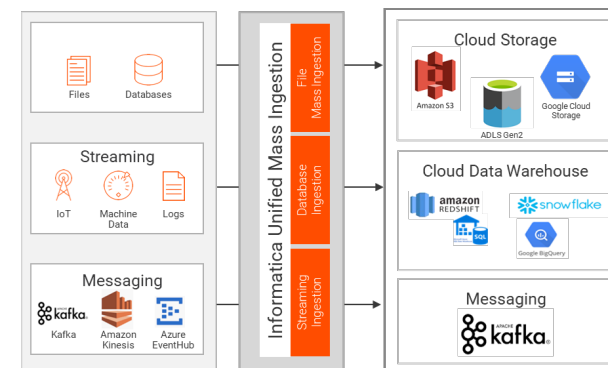 Files
Databases
Streaming
IoT
Machine
Data
Logs
Messaging
kafka.
Kafka
Amazon
Kinesis
Azure
EventHub
Informatica Unified Mass Ingestion
File
Mass Ingestion
Database
Ingestion
Streaming
Ingestion
Cloud Storage
Amazon S3
ADLS Gen2
Google Cloud
Storage
Cloud Data Warehouse
amazon
REDSHIFT
snowflake
SQL
Google BigQuery
Messaging
APACHE
kafka